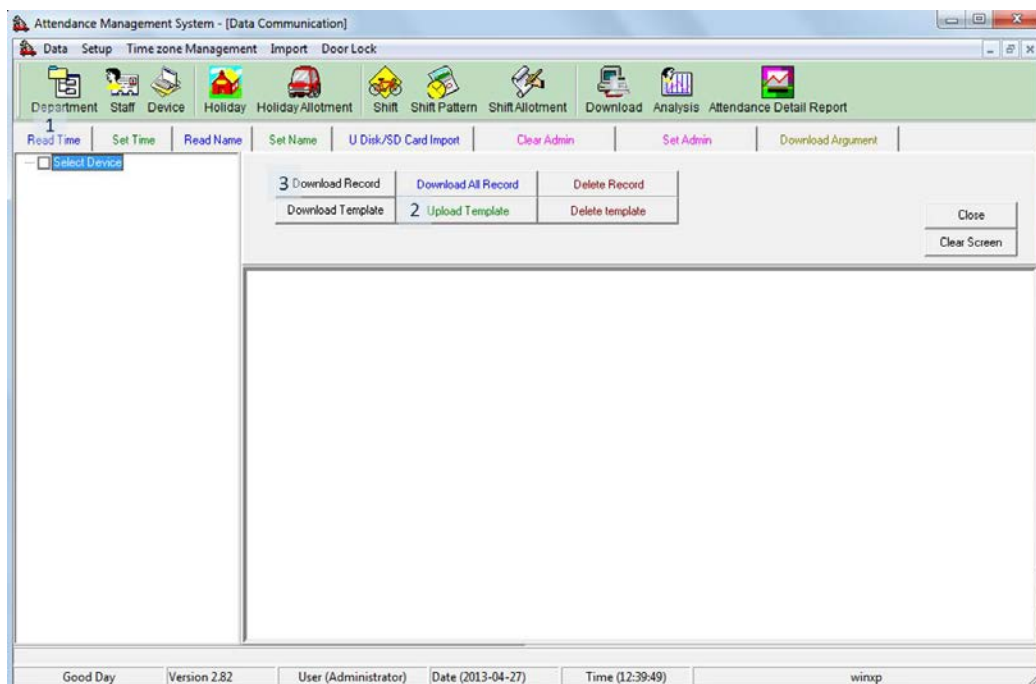 Attendance Management System - [Data Communication]
Data Setup Time zone Management Import Door Lock
Department Staff Device Holiday Holiday Allotment Shift Shift Pattern Shift Allotment Download Analysis Attendance Detail Report
1
Read Time Set Time Read Name Set Name U Disk/SD Card Import Clear Admin Set Admin Download Argument
Select Device
3 Download Record Download All Record Delete Record
Download Template 2 Upload Template Delete template
Close
Clear Screen
Good Day Version 2.82 User (Administrator) Date (2013-04-27) Time (12:39:49) winxp